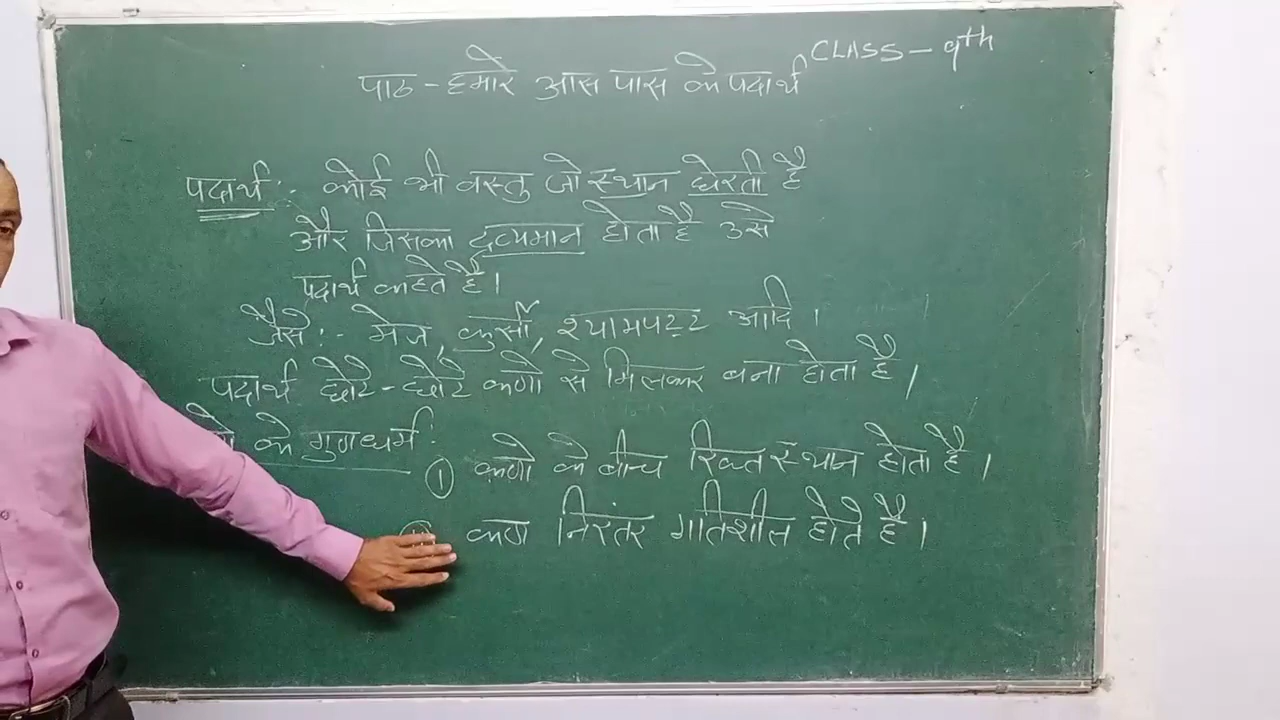 CLASS - 9th
पाठ - हमारे आस पास के पदार्थ
पदार्थ :- कोई भी वस्तु जो स्थान घेरती है
और जिसका द्रव्यमान होता है उसे
पदार्थ कहते है।
जैसे :- मेज, कुर्सी, श्यामपट्ट आदि।
पदार्थ छोटे-छोटे कणो से मिलकर बना होता है।
के गुणधर्म :
① कणो के बीच रिक्त स्थान होता है।
कण निरंतर गतिशील होते है।